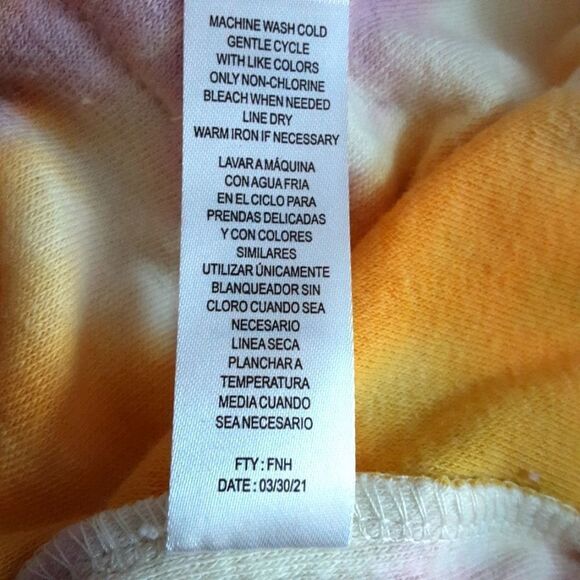 MACHINE WASH COLD
GENTLE CYCLE
WITH LIKE COLORS
ONLY NON-CHLORINE
BLEACH WHEN NEEDED
LINE DRY
WARM IRON IF NECESSARY
LAVAR A MÁQUINA
CON AGUA FRIA
EN EL CICLO PARA
PRENDAS DELICADAS
Y CON COLORES
SIMILARES
UTILIZAR ÚNICAMENTE
BLANQUEADOR SIN
CLORO CUANDO SEA
NECESARIO
LINEA SECA
PLANCHAR A
TEMPERATURA
MEDIA CUANDO
SEA NECESARIO
FTY : FNH
DATE : 03/30/21